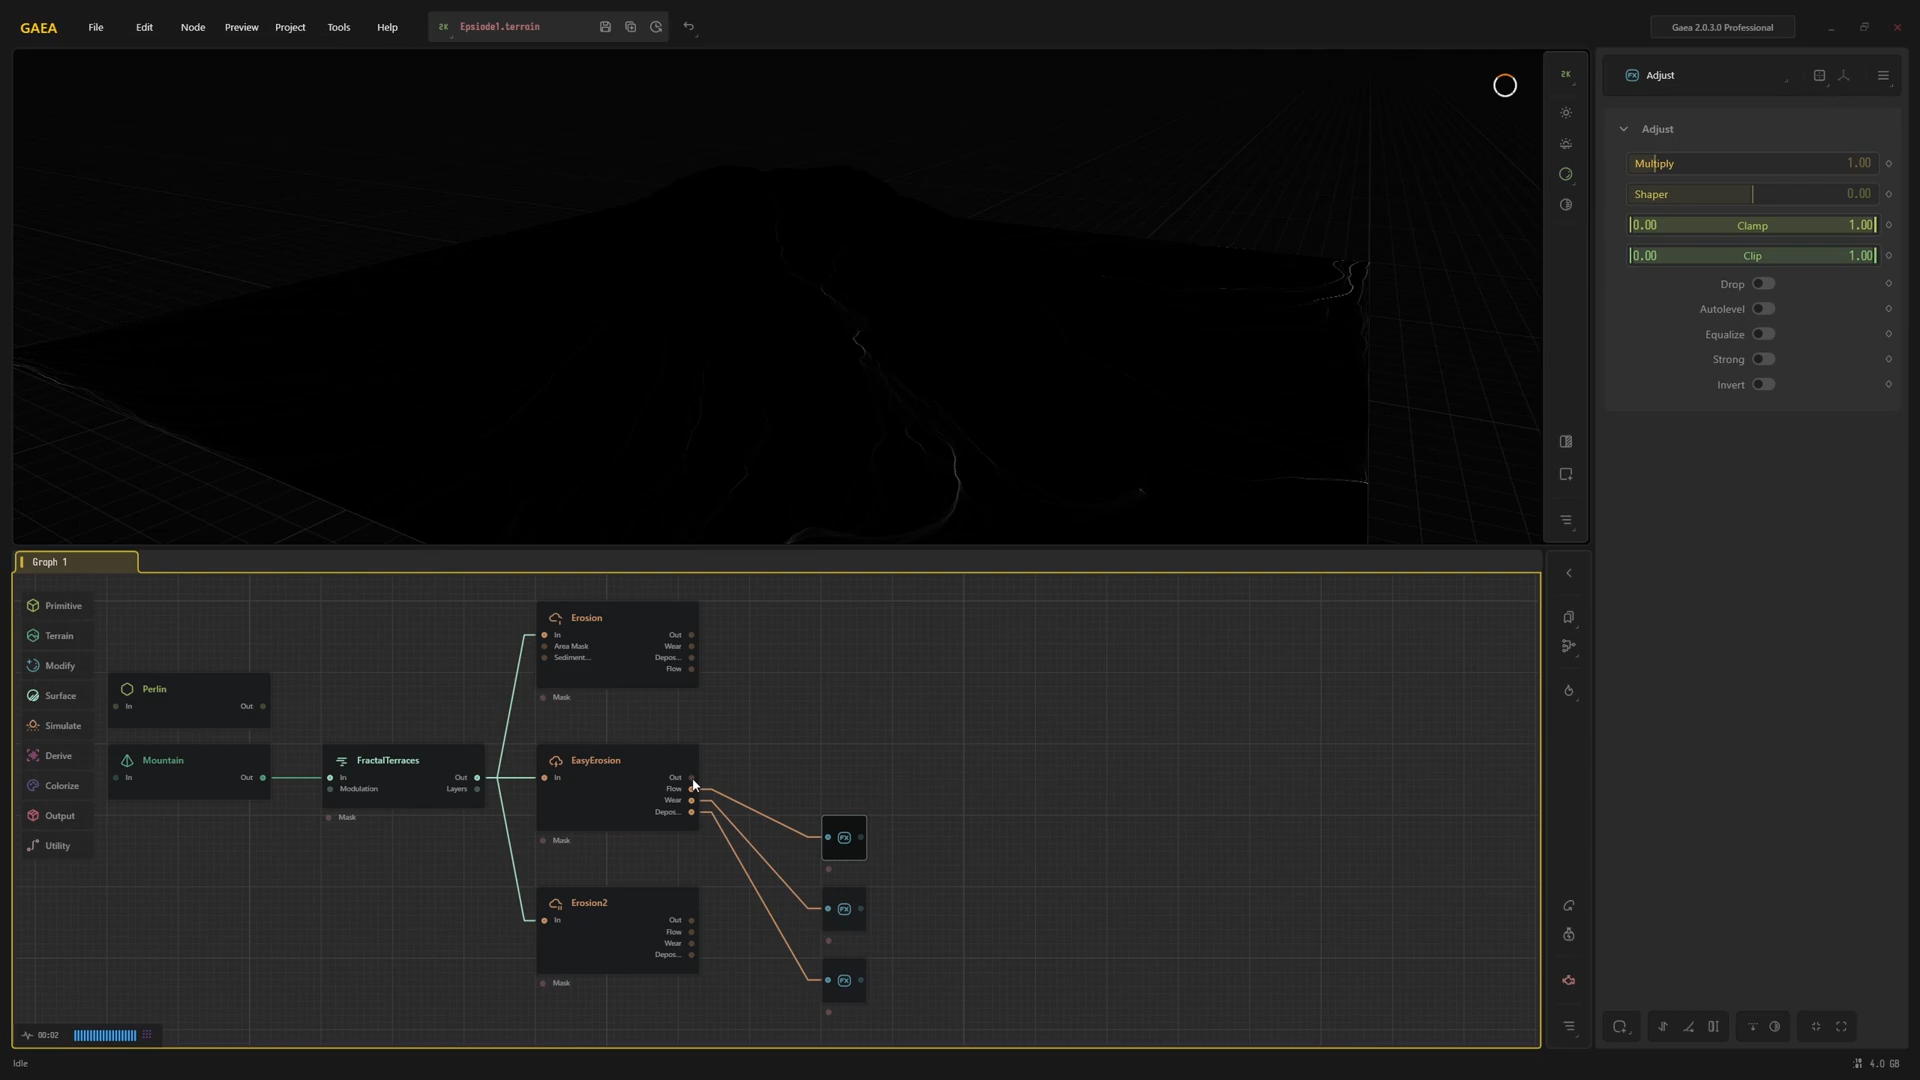 GAEA File Edit Node Preview Project Tools Help 2K Epsiode1.terrain Gaea 2.0.3.0 Professional
2K
FX Adjust
Adjust
Multiply 1.00
Shaper 0.00
0.00 Clamp 1.00
0.00 Clip 1.00
Drop
Autolevel
Equalize
Strong
Invert
Graph 1
Primitive
Terrain
Modify
Surface
Simulate
Derive
Colorize
Output
Utility
Perlin
In Out
Mountain
In Out
FractalTerraces
In Out
Modulation Layers
Mask
Erosion
In Out
Area Mask Wear
Sediment... Depos...
Flow
Mask
EasyErosion
In Out
Flow
Wear
Depos...
Mask
Erosion2
In Out
Flow
Wear
Depos...
Mask
FX
FX
FX
00:02
Idle
4.0 GB